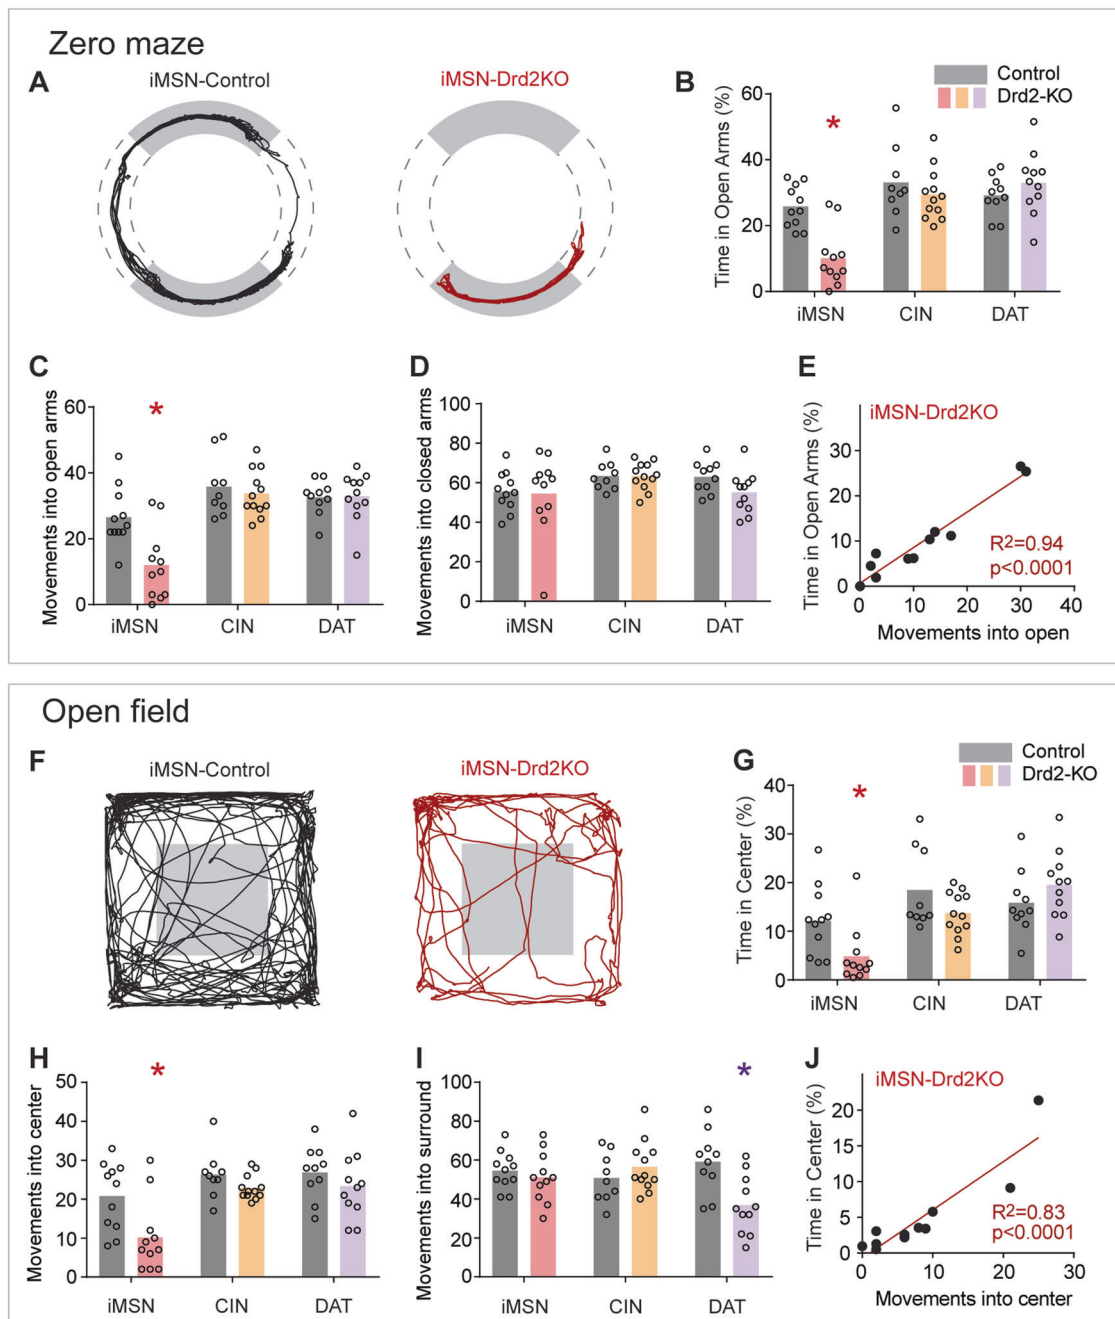 Zero maze
A
iMSN-Control
iMSN-Drd2KO
B
Control
Drd2-KO
Time in Open Arms (%)
60
40
20
0
*
iMSN
CIN
DAT
C
Movements into open arms
60
40
20
0
*
iMSN
CIN
DAT
D
Movements into closed arms
100
80
60
40
20
0
iMSN
CIN
DAT
E
iMSN-Drd2KO
Time in Open Arms (%)
30
20
10
0
R2=0.94
p<0.0001
0
10
20
30
40
Movements into open
Open field
F
iMSN-Control
iMSN-Drd2KO
G
Control
Drd2-KO
Time in Center (%)
40
30
20
10
0
*
iMSN
CIN
DAT
H
Movements into center
50
40
30
20
10
0
*
iMSN
CIN
DAT
I
Movements into surround
100
80
60
40
20
0
*
iMSN
CIN
DAT
J
iMSN-Drd2KO
Time in Center (%)
20
15
10
5
0
R2=0.83
p<0.0001
0
10
20
30
Movements into center